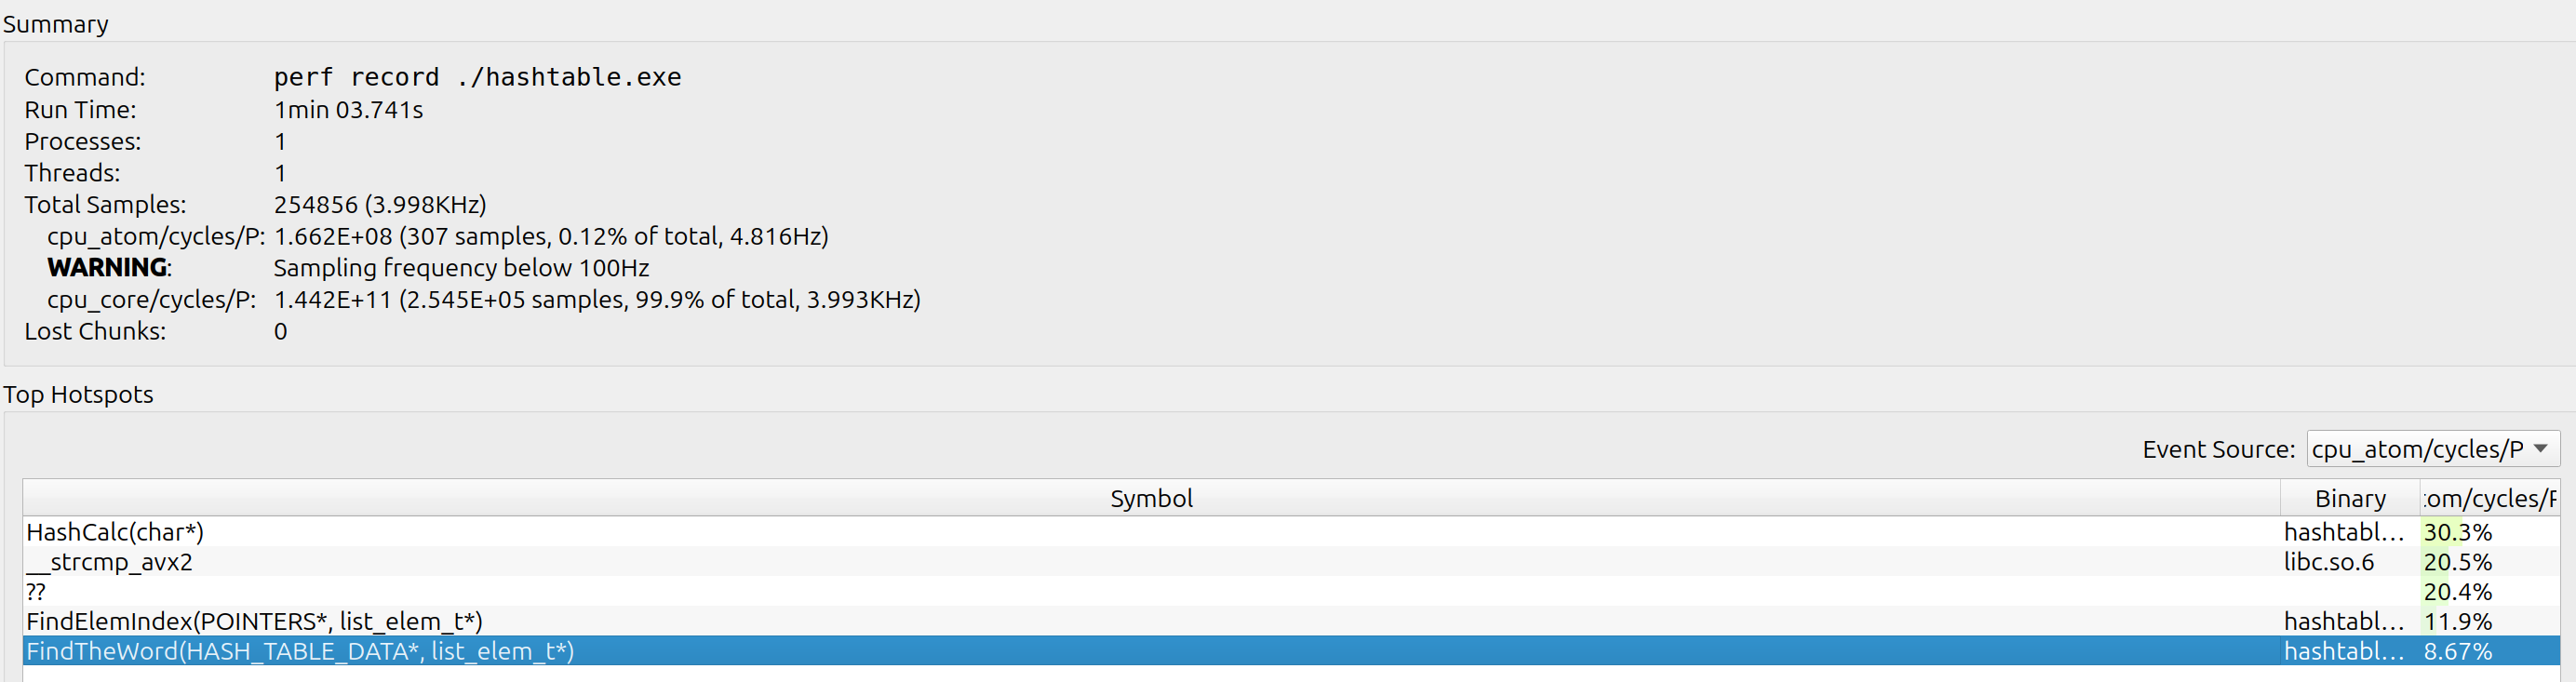 Summary
Command: perf record ./hashtable.exe
Run Time: 1min 03.741s
Processes: 1
Threads: 1
Total Samples: 254856 (3.998KHz)
cpu_atom/cycles/P: 1.662E+08 (307 samples, 0.12% of total, 4.816Hz)
WARNING: Sampling frequency below 100Hz
cpu_core/cycles/P: 1.442E+11 (2.545E+05 samples, 99.9% of total, 3.993KHz)
Lost Chunks: 0
Top Hotspots
Event Source: cpu_atom/cycles/P
Symbol Binary :om/cycles/P
HashCalc(char*) hashtabl... 30.3%
__strcmp_avx2 libc.so.6 20.5%
?? 20.4%
FindElemIndex(POINTERS*, list_elem_t*) hashtabl... 11.9%
FindTheWord(HASH_TABLE_DATA*, list_elem_t*) hashtabl... 8.67%